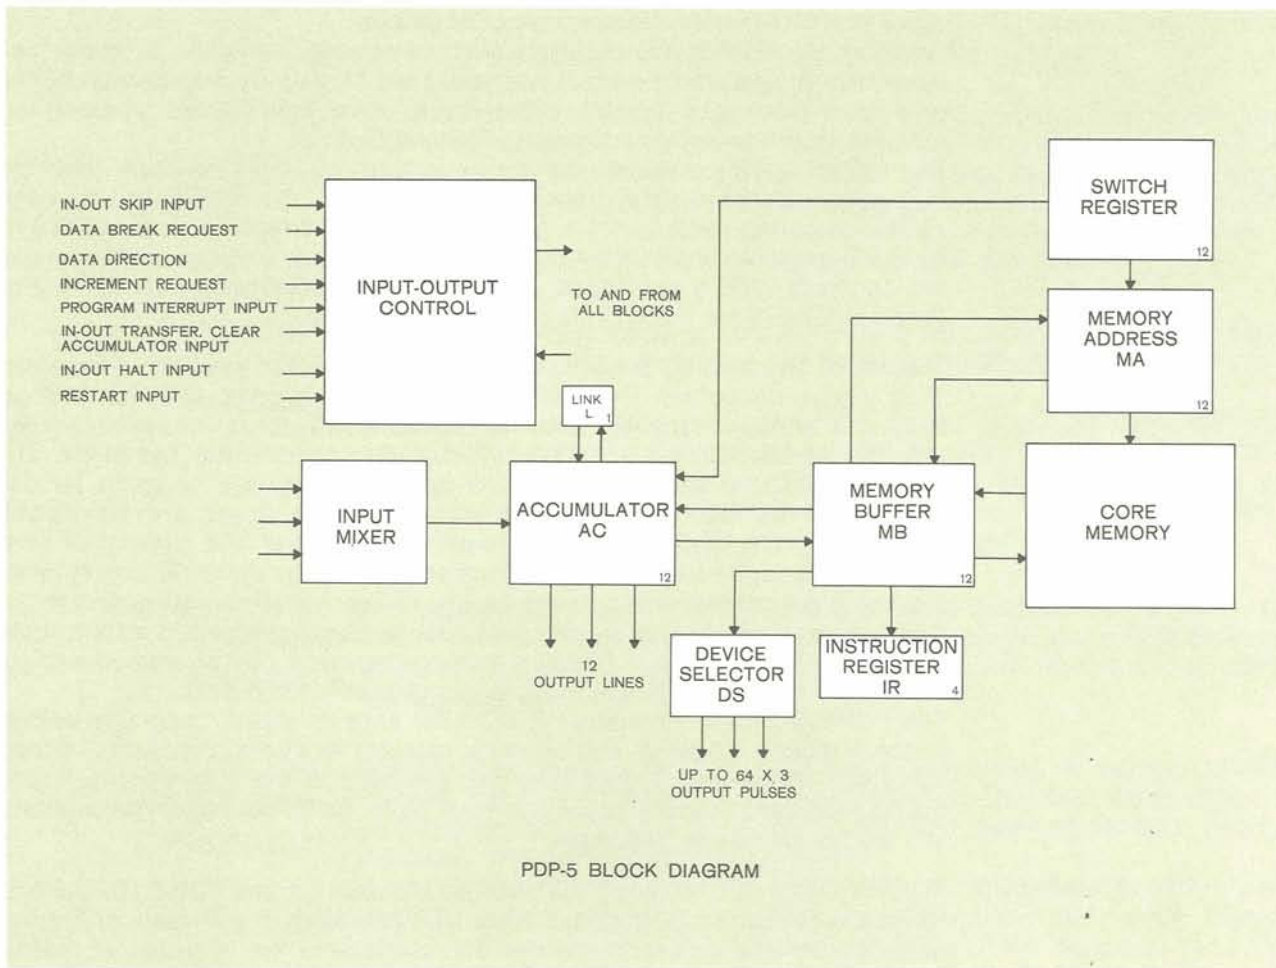 IN-OUT SKIP INPUT
DATA BREAK REQUEST
DATA DIRECTION
INCREMENT REQUEST
PROGRAM INTERRUPT INPUT
IN-OUT TRANSFER, CLEAR
ACCUMULATOR INPUT
IN-OUT HALT INPUT
RESTART INPUT
INPUT-OUTPUT
CONTROL
TO AND FROM
ALL BLOCKS
SWITCH
REGISTER
12
MEMORY
ADDRESS
MA
12
LINK
L
1
INPUT
MIXER
ACCUMULATOR
AC
12
MEMORY
BUFFER
MB
12
CORE
MEMORY
12
OUTPUT LINES
DEVICE
SELECTOR
DS
INSTRUCTION
REGISTER
IR
4
UP TO 64 X 3
OUTPUT PULSES
PDP-5 BLOCK DIAGRAM